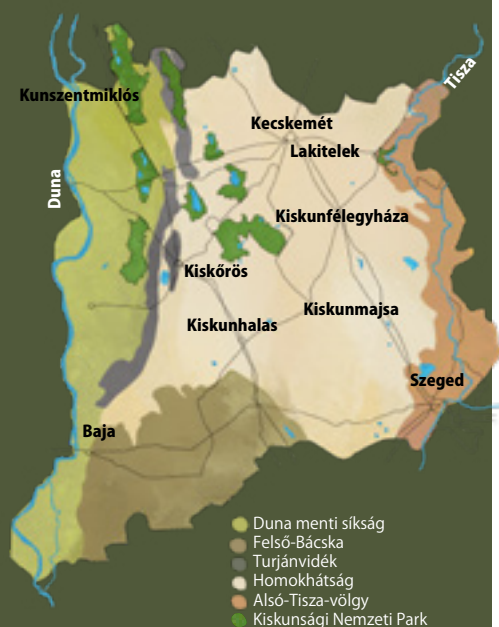 Tisza
Kunszentmiklós
Kecskemét
Lakitelek
Duna
Kiskunfélegyháza
Kiskőrös
Kiskunmajsa
Kiskunhalas
Szeged
Baja
Duna menti síkság
Felső-Bácska
Turjánvidék
Homokhátság
Alsó-Tisza-völgy
Kiskunsági Nemzeti Park